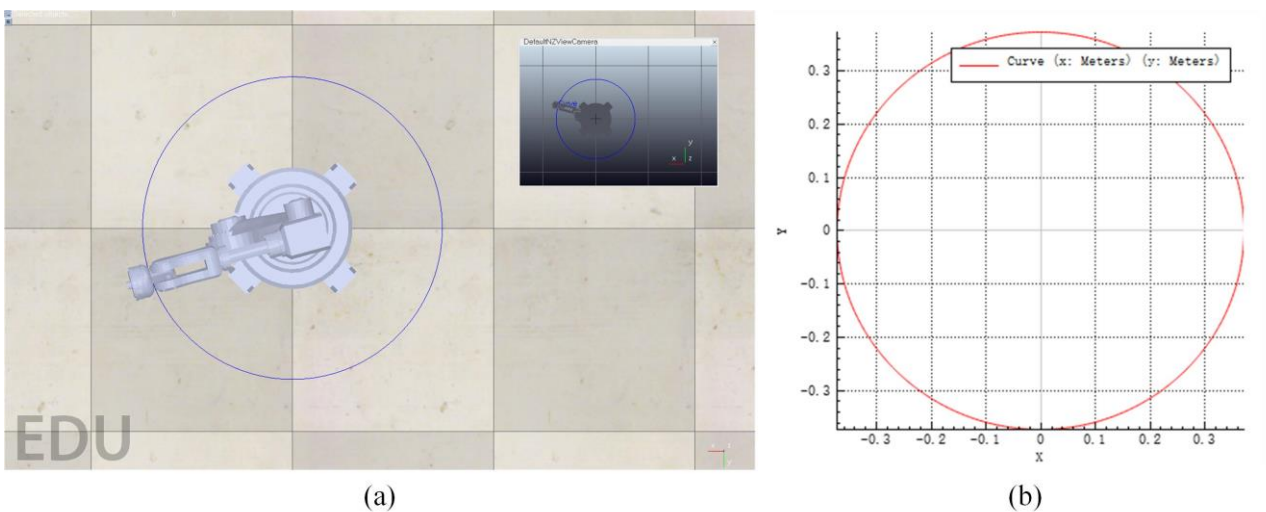 DefaultNZViewCamera
x
y
x
z
EDU
Curve (x: Meters) (y: Meters)
0.3
0.2
0.1
0
-0.1
-0.2
-0.3
Y
-0.3 -0.2 -0.1 0 0.1 0.2 0.3
X
(a)
(b)